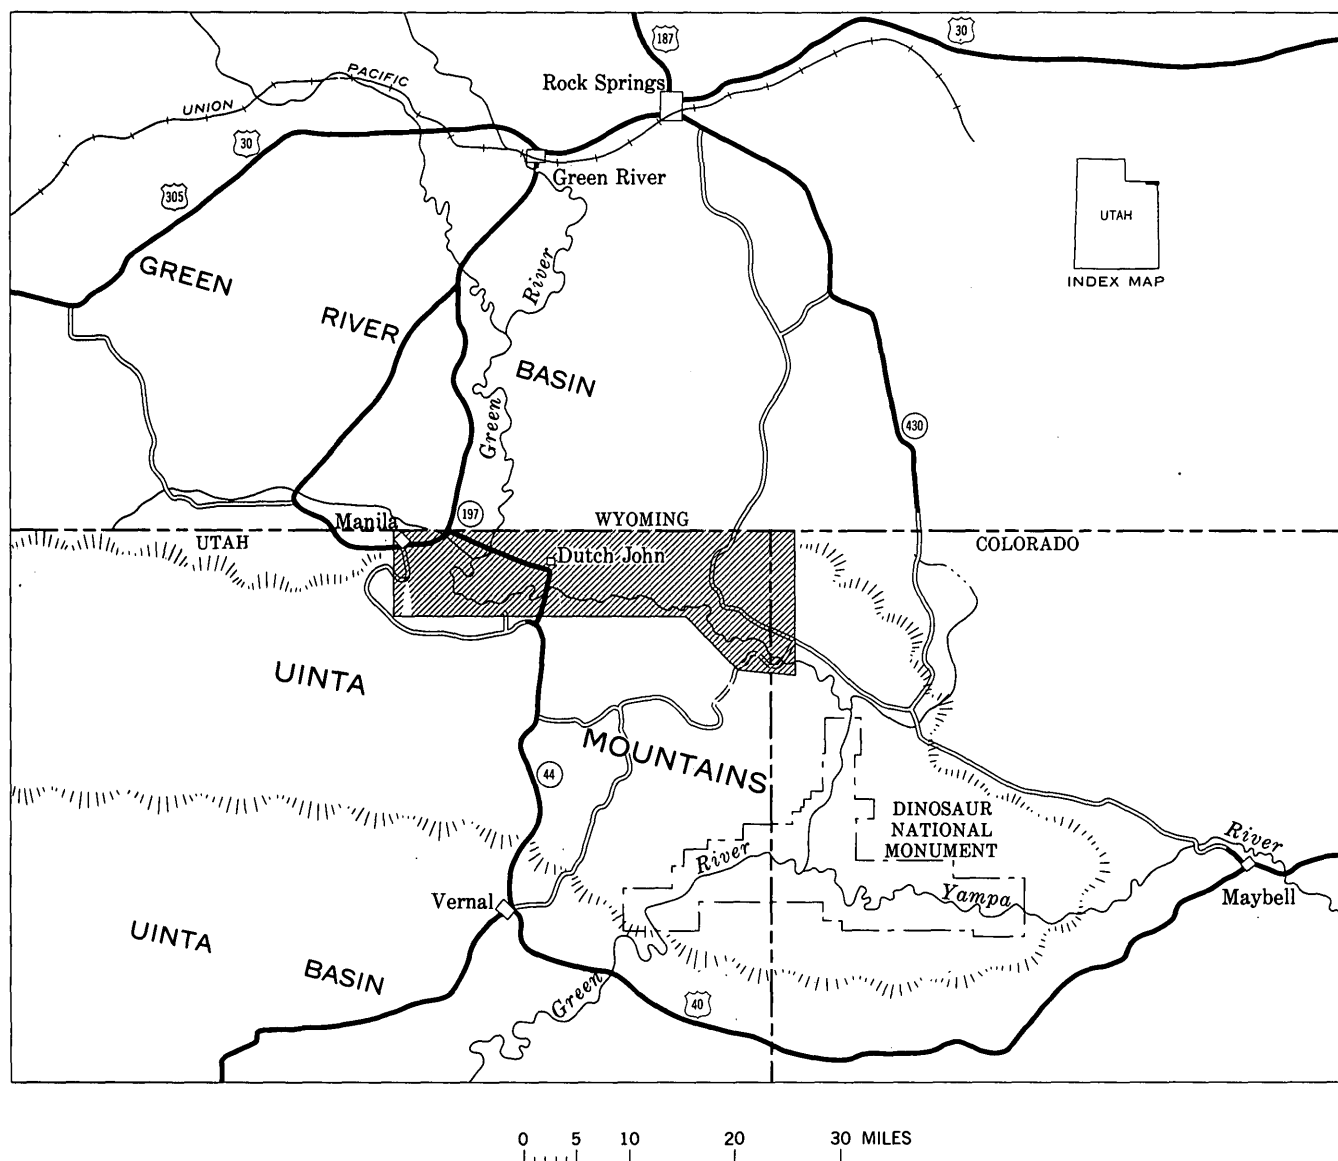 187
30
Rock Springs
PACIFIC
UNION
30
Green River
305
UTAH
INDEX MAP
GREEN
RIVER
BASIN
River
Green
430
Manila
197
WYOMING
UTAH
COLORADO
Dutch John
UINTA
MOUNTAINS
44
DINOSAUR
NATIONAL
MONUMENT
River
River
Yampa
Maybell
Vernal
UINTA
BASIN
Green
40
0 5 10 20 30 MILES